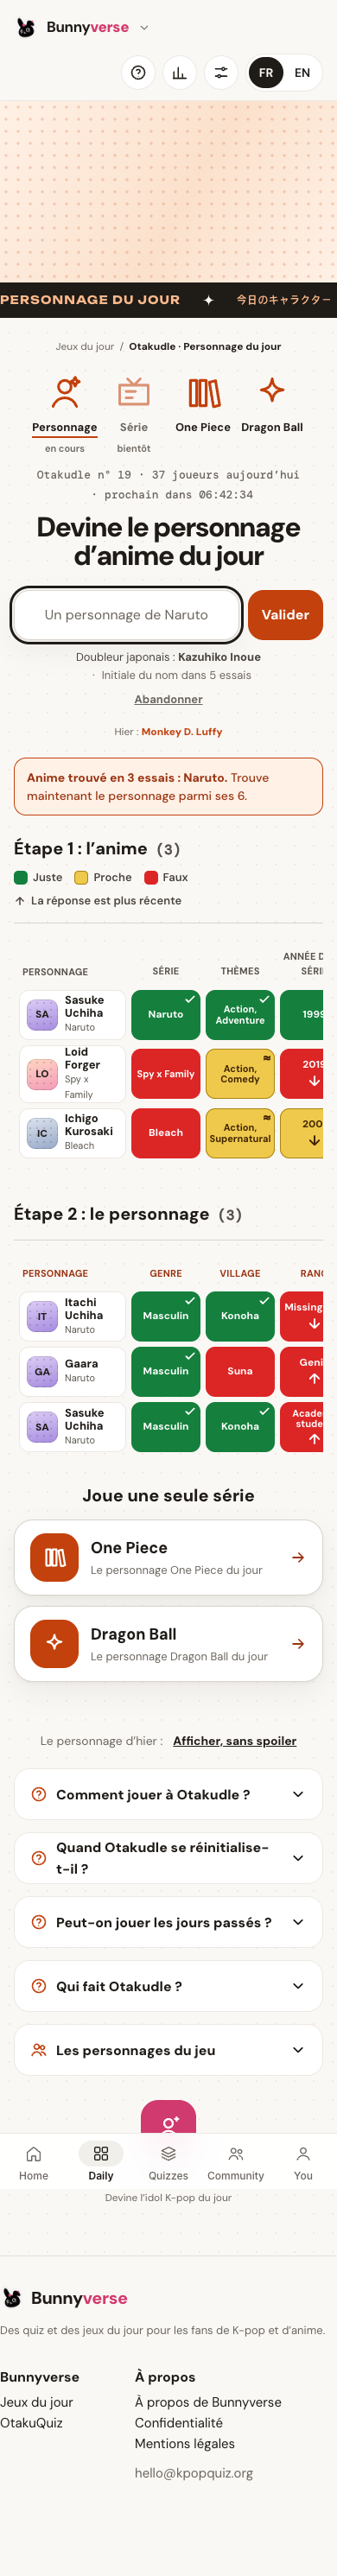 Bunnyverse
FR EN
PERSONNAGE DU JOUR ✦ 今日のキャラクター
Jeux du jour / Otakudle · Personnage du jour
Personnage Série One Piece Dragon Ball
en cours bientôt
Otakudle n° 19 · 37 joueurs aujourd’hui
· prochain dans 06:42:34
Devine le personnage
d’anime du jour
Un personnage de Naruto Valider
Doubleur japonais : Kazuhiko Inoue
· Initiale du nom dans 5 essais
Abandonner
Hier : Monkey D. Luffy
Anime trouvé en 3 essais : Naruto. Trouve
maintenant le personnage parmi ses 6.
Étape 1 : l’anime (3)
Juste Proche Faux
↑ La réponse est plus récente
PERSONNAGE SÉRIE THÈMES ANNÉE D
SÉRI
SA Sasuke Uchiha Naruto Naruto ✓ Action, Adventure ✓ 1999
LO Loid Forger Spy x Family Spy x Family Action, Comedy ≈ 2019 ↓
IC Ichigo Kurosaki Bleach Bleach Action, Supernatural ≈ 200 ↓
Étape 2 : le personnage (3)
PERSONNAGE GENRE VILLAGE RANG
IT Itachi Uchiha Naruto Masculin ✓ Konoha ✓ Missing ↓
GA Gaara Naruto Masculin ✓ Suna Geni ↑
SA Sasuke Uchiha Naruto Masculin ✓ Konoha ✓ Acade stude ↑
Joue une seule série
One Piece
Le personnage One Piece du jour →
Dragon Ball
Le personnage Dragon Ball du jour →
Le personnage d’hier : Afficher, sans spoiler
Comment jouer à Otakudle ?
Quand Otakudle se réinitialise-
t-il ?
Peut-on jouer les jours passés ?
Qui fait Otakudle ?
Les personnages du jeu
Home Daily Quizzes Community You
Devine l’idol K-pop du jour
Bunnyverse
Des quiz et des jeux du jour pour les fans de K-pop et d’anime.
Bunnyverse À propos
Jeux du jour À propos de Bunnyverse
OtakuQuiz Confidentialité
Mentions légales
hello@kpopquiz.org